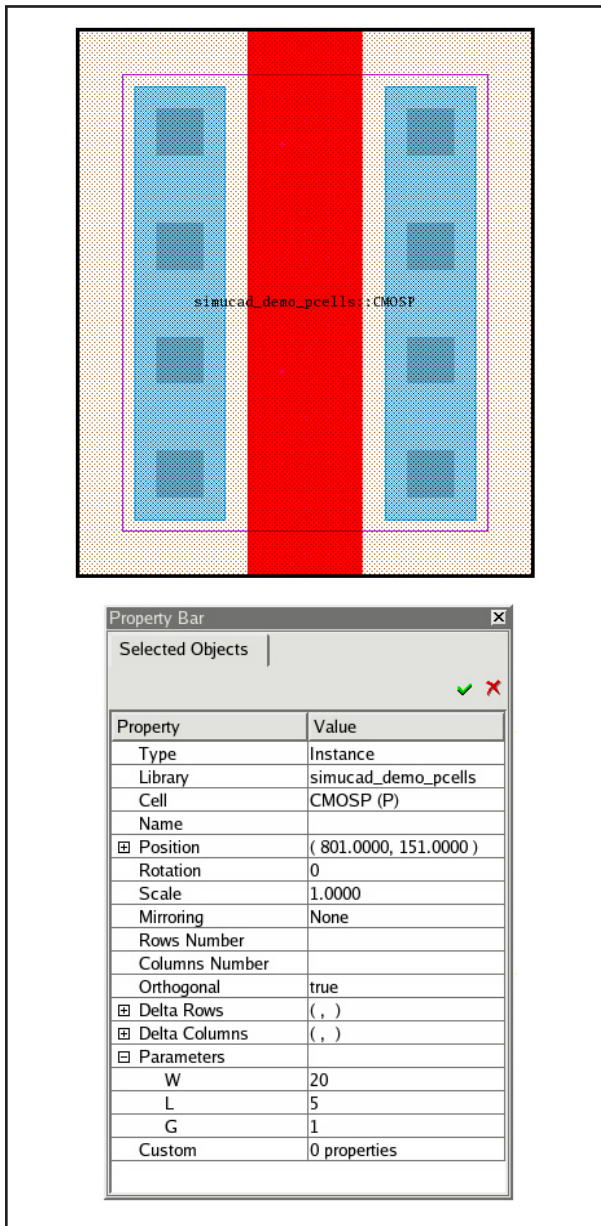 simucad_demo_pcells::CMOSP
Property Bar
Selected Objects
Property Value
Type Instance
Library simucad_demo_pcells
Cell CMOSP (P)
Name
Position ( 801.0000, 151.0000 )
Rotation 0
Scale 1.0000
Mirroring None
Rows Number
Columns Number
Orthogonal true
Delta Rows ( , )
Delta Columns ( , )
Parameters
W 20
L 5
G 1
Custom 0 properties